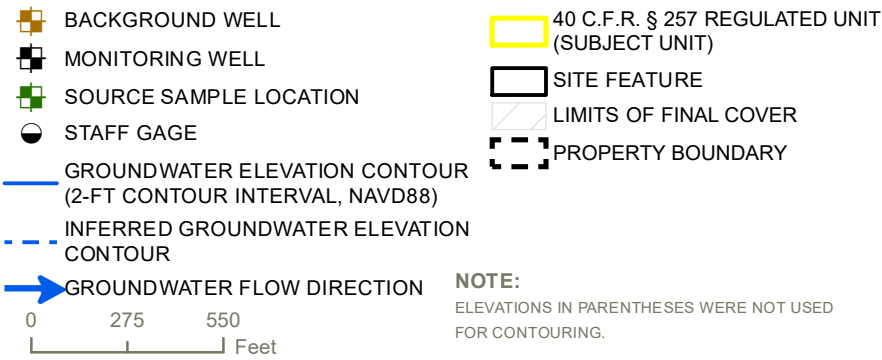 BACKGROUND WELL
MONITORING WELL
SOURCE SAMPLE LOCATION
STAFF GAGE
GROUNDWATER ELEVATION CONTOUR
(2-FT CONTOUR INTERVAL, NAVD88)
INFERRED GROUNDWATER ELEVATION
CONTOUR
GROUNDWATER FLOW DIRECTION
0 275 550
Feet
40 C.F.R. § 257 REGULATED UNIT
(SUBJECT UNIT)
SITE FEATURE
LIMITS OF FINAL COVER
PROPERTY BOUNDARY
NOTE:
ELEVATIONS IN PARENTHESES WERE NOT USED
FOR CONTOURING.